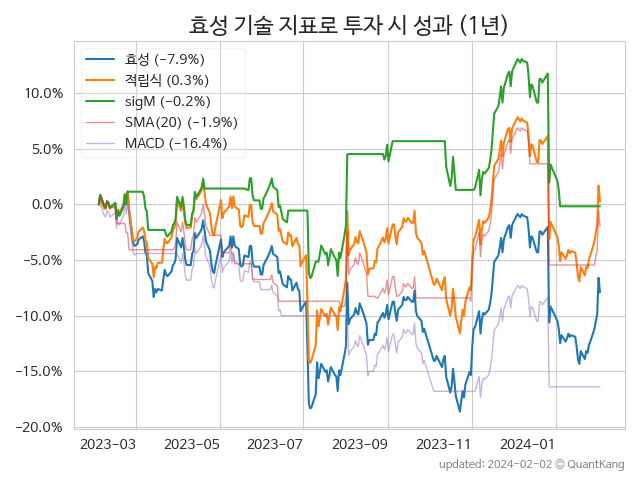 효성 기술 지표로 투자 시 성과 (1년)
효성 (−7.9%)
적립식 (0.3%)
sigM (−0.2%)
SMA(20) (−1.9%)
MACD (−16.4%)
10.0%
5.0%
0.0%
−5.0%
−10.0%
−15.0%
−20.0%
2023-03
2023-05
2023-07
2023-09
2023-11
2024-01
updated: 2024-02-02 © QuantKang